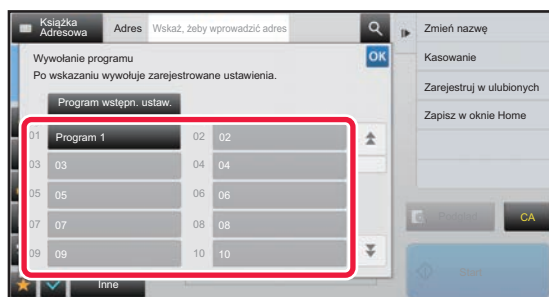 Książka
Adresowa
Adres
Wskaż, żeby wprowadzić adres
Zmień nazwę
Wywołanie programu
OK
Kasowanie
Po wskazaniu wywołuje zarejestrowane ustawienia.
Zarejestruj w ulubionych
Program wstępn. ustaw.
Zapisz w oknie Home
01 Program 1
02 02
03 03
04 04
05 05
06 06
07 07
08 08
CA
09 09
10 10
Start
Inne